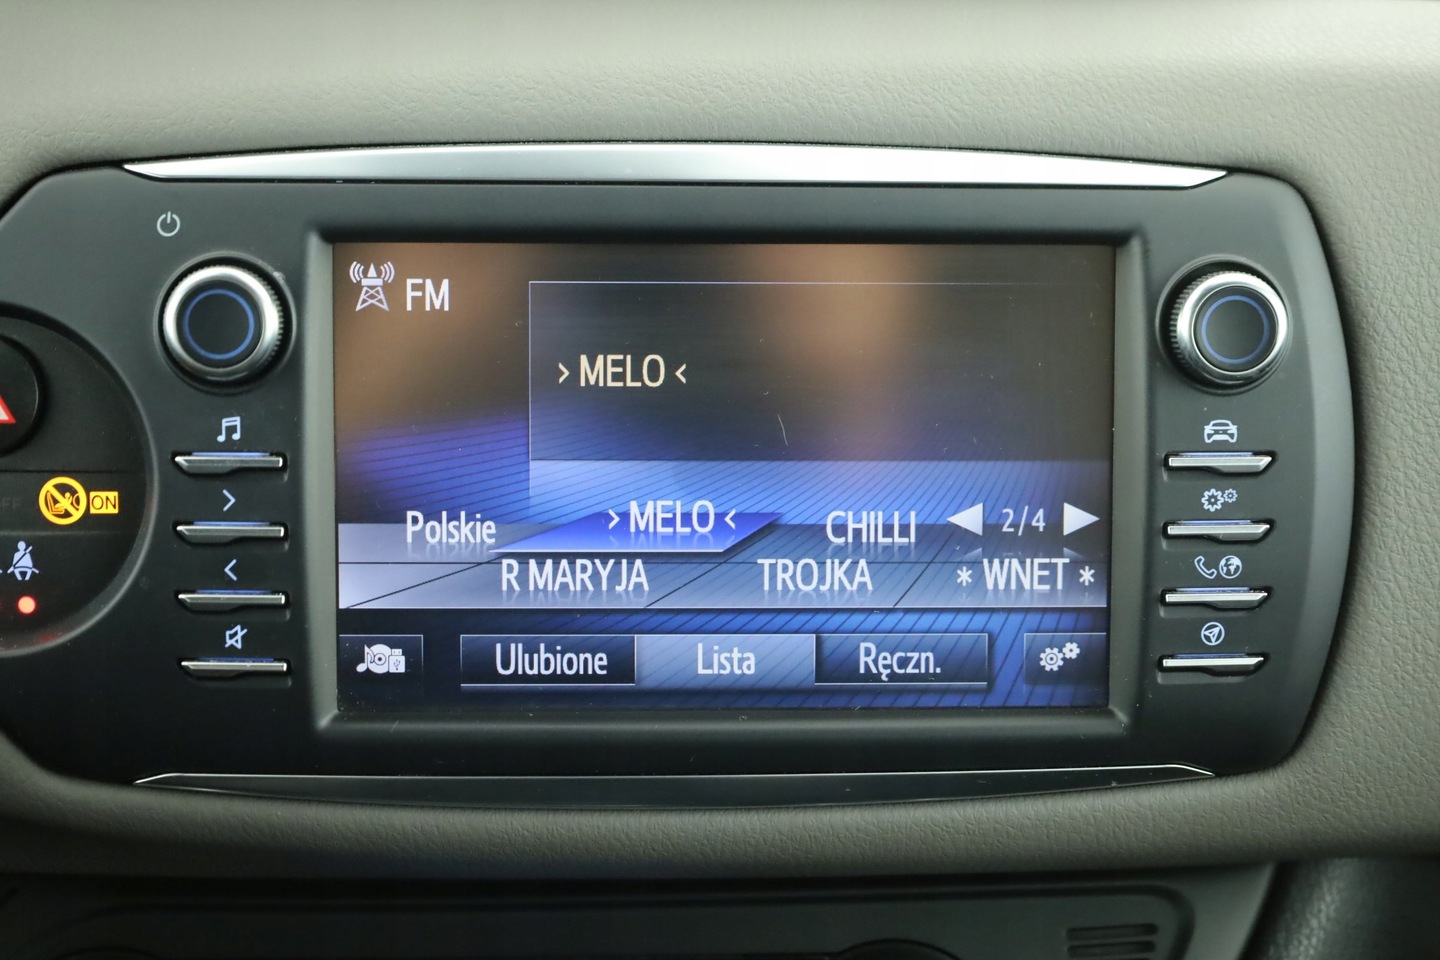 FM
> MELO <
Polskie > MELO < CHILLI 2/4
R MARYJA TROJKA * WNET *
Ulubione Lista Ręczn.
ON